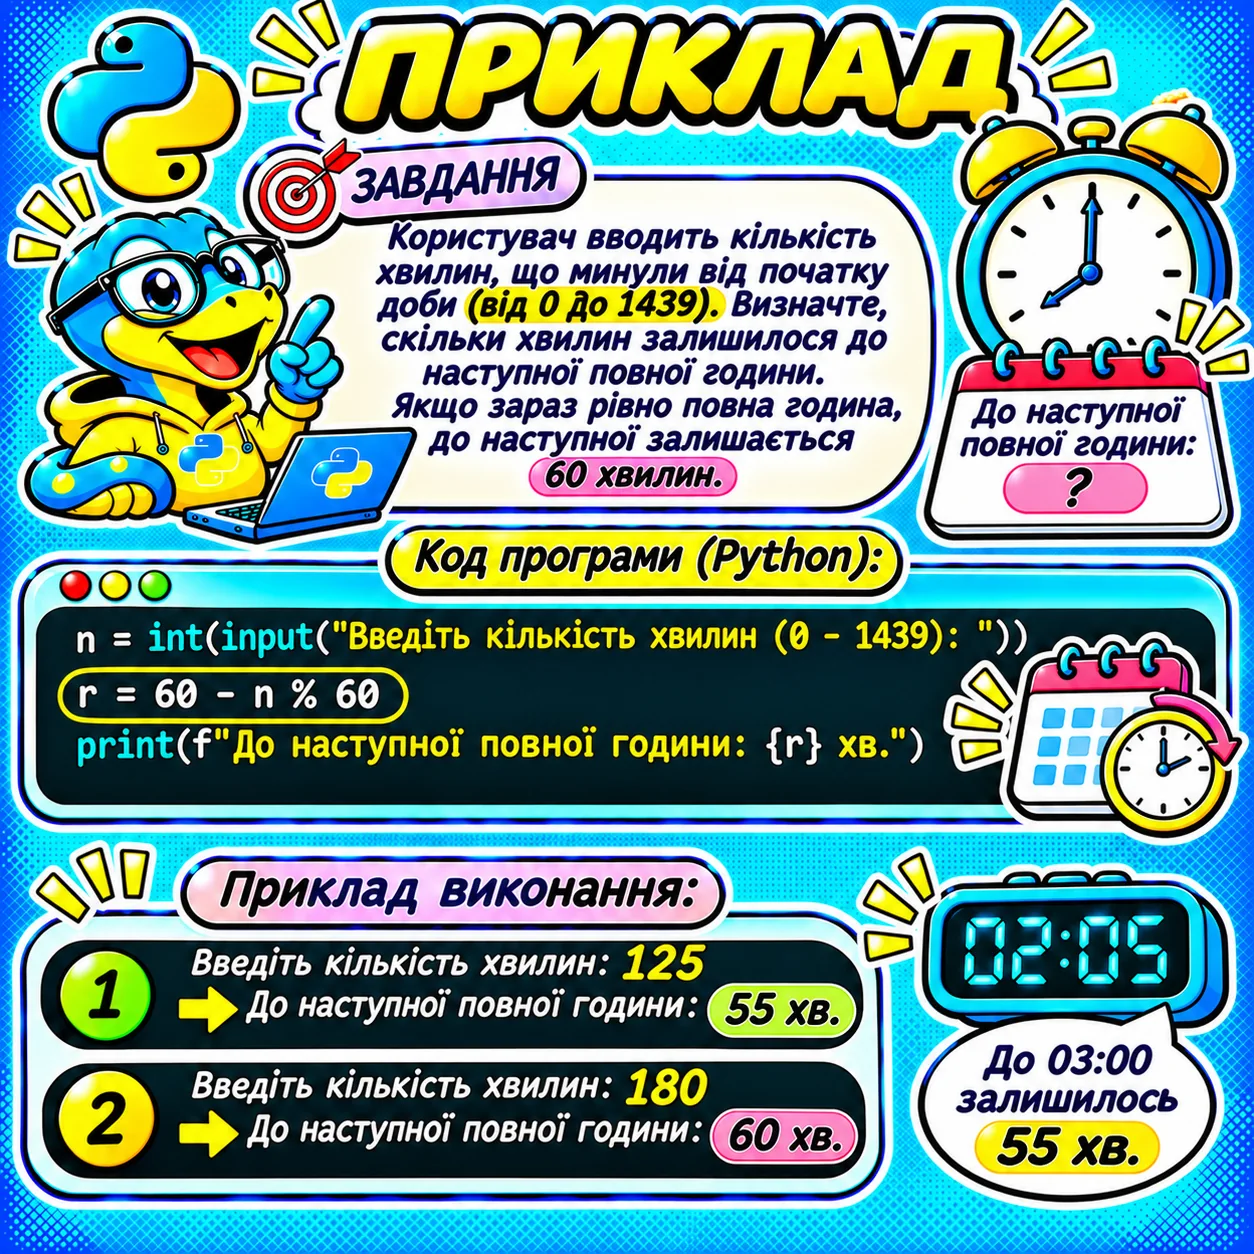 ПРИКЛАД
ЗАВДАННЯ
Користувач вводить кількість
хвилин, що минули від початку
доби (від 0 до 1439). Визначте,
скільки хвилин залишилося до
наступної повної години.
Якщо зараз рівно повна година,
до наступної залишається
60 хвилин.
До наступної
повної години:
?
Код програми (Python):
n = int(input("Введіть кількість хвилин (0 - 1439): "))
r = 60 - n % 60
print(f"До наступної повної години: {r} хв.")
Приклад виконання:
1
Введіть кількість хвилин: 125
До наступної повної години: 55 хв.
2
Введіть кількість хвилин: 180
До наступної повної години: 60 хв.
02:05
До 03:00
залишилось
55 хв.